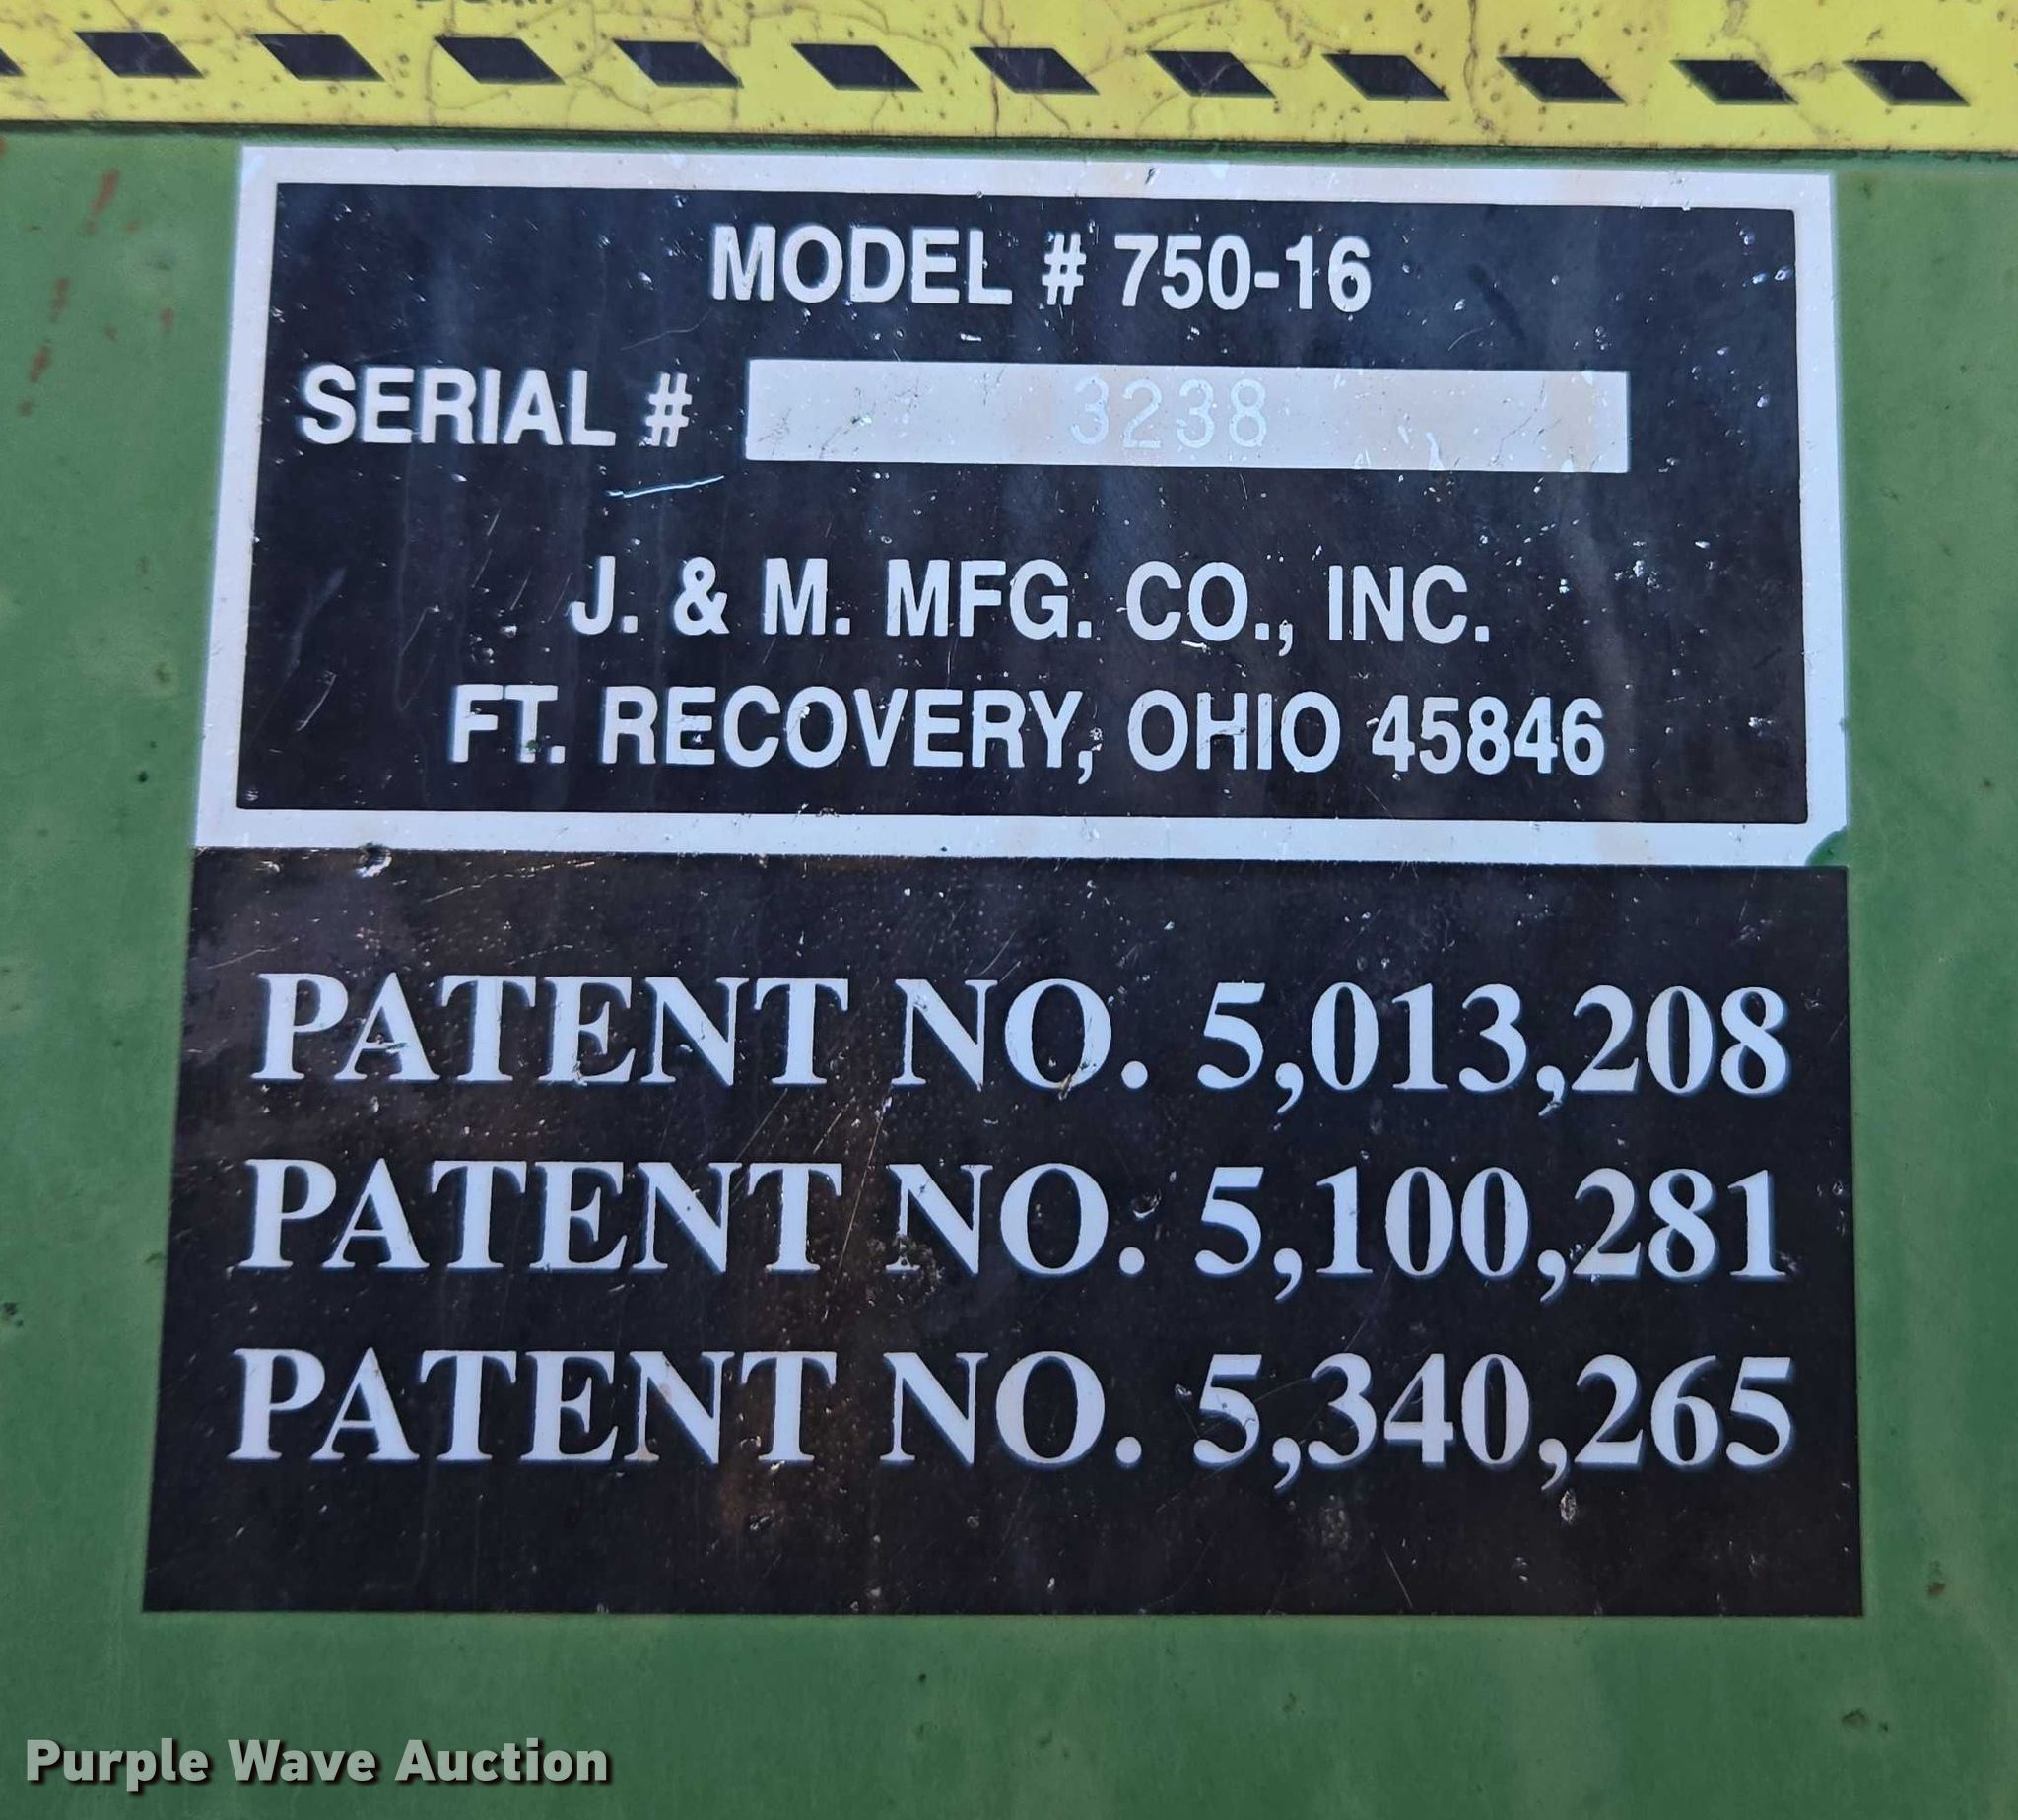 MODEL # 750-16
SERIAL # 3238
J. & M. MFG. CO., INC.
FT. RECOVERY, OHIO 45846
PATENT NO. 5,013,208
PATENT NO. 5,100,281
PATENT NO. 5,340,265
Purple Wave Auction